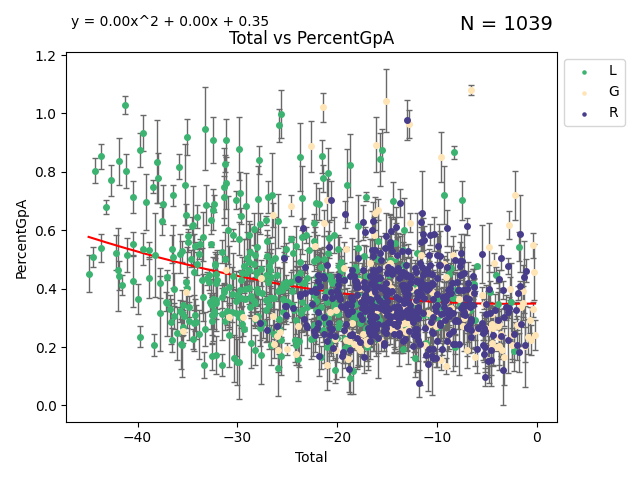 y = 0.00x^2 + 0.00x + 0.35
N = 1039
Total vs PercentGpA
L
G
R
PercentGpA
1.2
1.0
0.8
0.6
0.4
0.2
0.0
−40 −30 −20 −10 0
Total